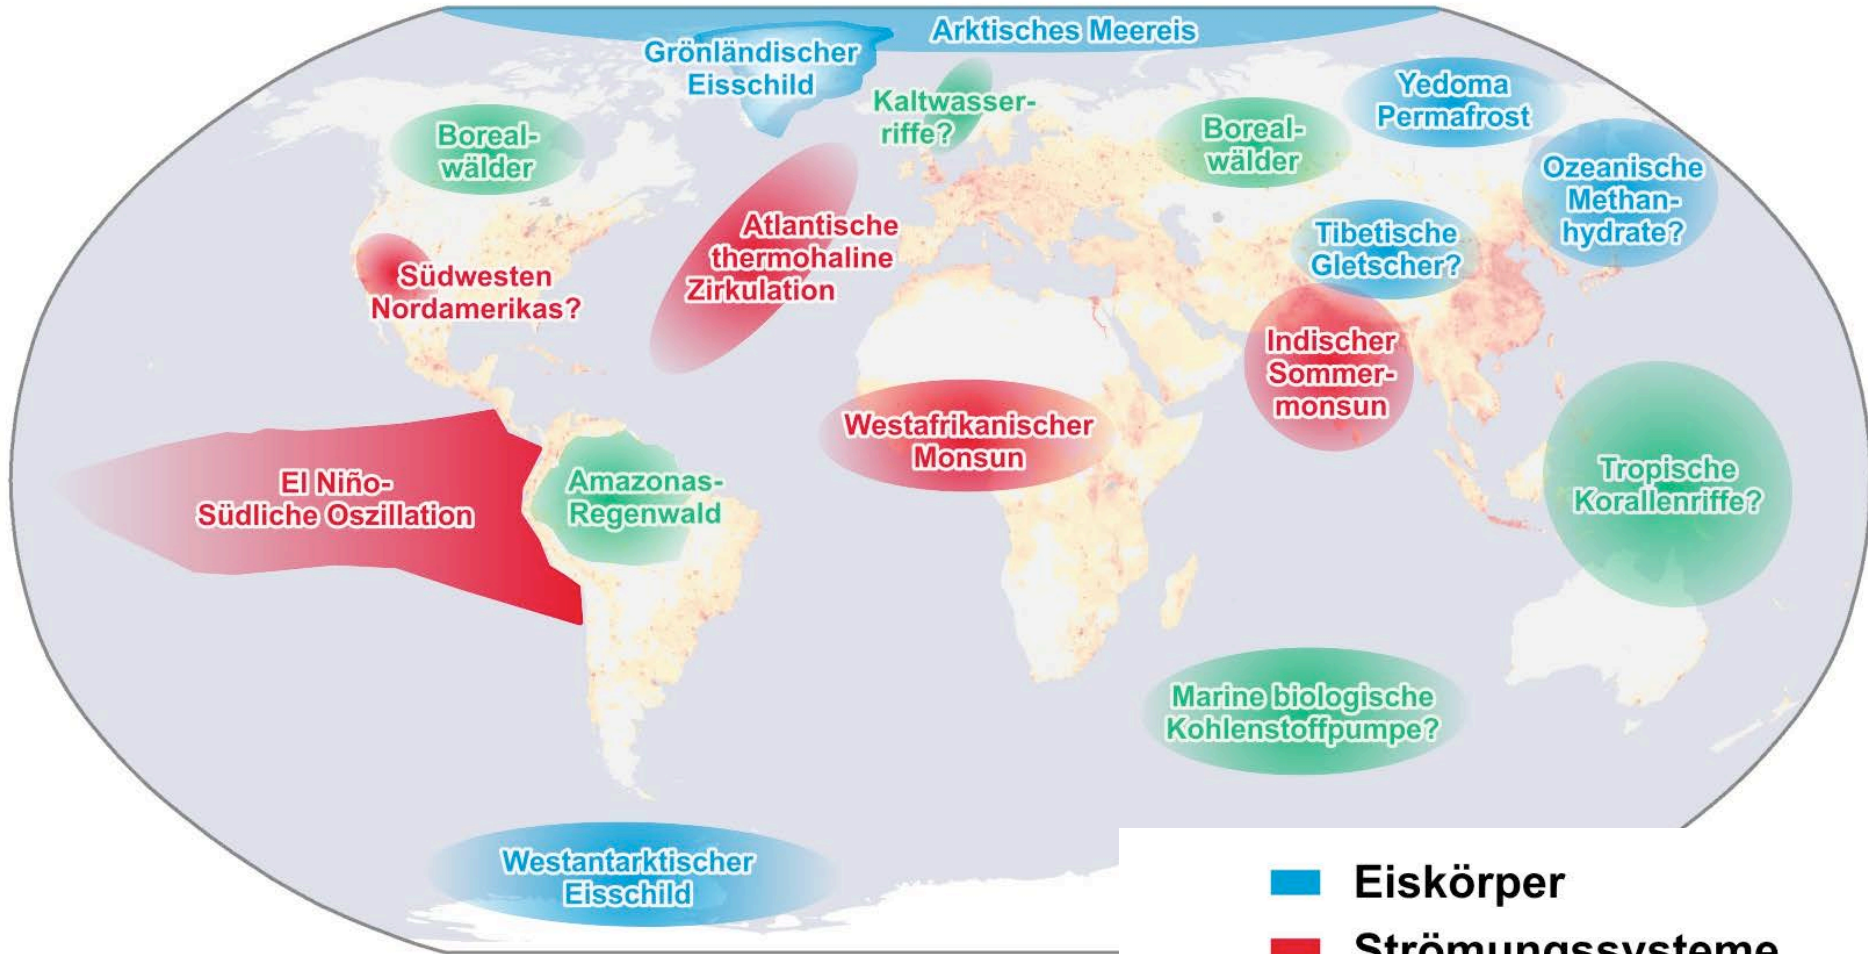 Arktisches Meereis
Grönländischer
Eisschild
Kaltwasser-
riffe?
Yedoma
Permafrost
Boreal-
wälder
Boreal-
wälder
Ozeanische
Methan-
hydrate?
Atlantische
thermohaline
Zirkulation
Tibetische
Gletscher?
Südwesten
Nordamerikas?
Indischer
Sommer-
monsun
Westafrikanischer
Monsun
El Niño-
Südliche Oszillation
Amazonas-
Regenwald
Tropische
Korallenriffe?
Marine biologische
Kohlenstoffpumpe?
Westantarktischer
Eisschild
Eiskörper
Strömungssysteme